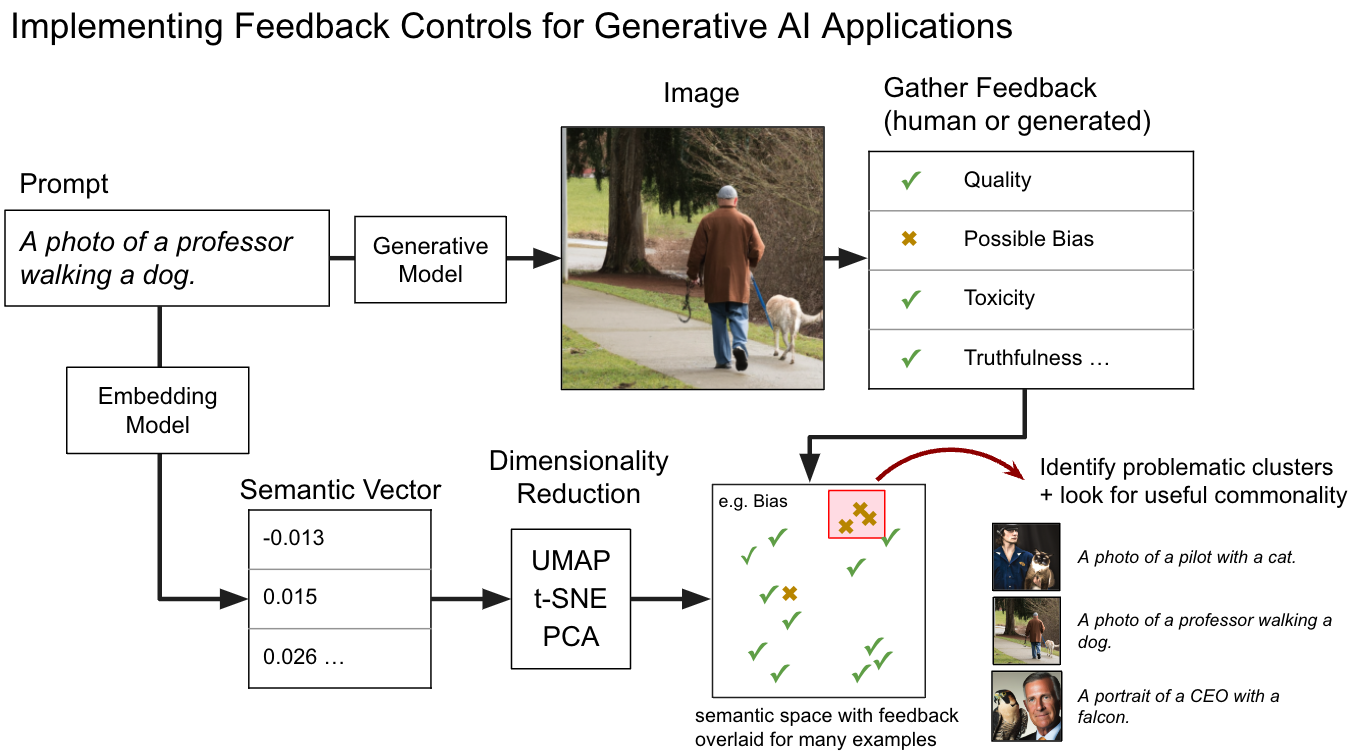 Implementing Feedback Controls for Generative AI Applications
Prompt
A photo of a professor
walking a dog.
Generative
Model
Image
Gather Feedback
(human or generated)
Quality
Possible Bias
Toxicity
Truthfulness …
Embedding
Model
Semantic Vector
-0.013
0.015
0.026 …
Dimensionality
Reduction
UMAP
t-SNE
PCA
e.g. Bias
semantic space with feedback
overlaid for many examples
Identify problematic clusters
+ look for useful commonality
A photo of a pilot with a cat.
A photo of a professor walking a
dog.
A portrait of a CEO with a
falcon.